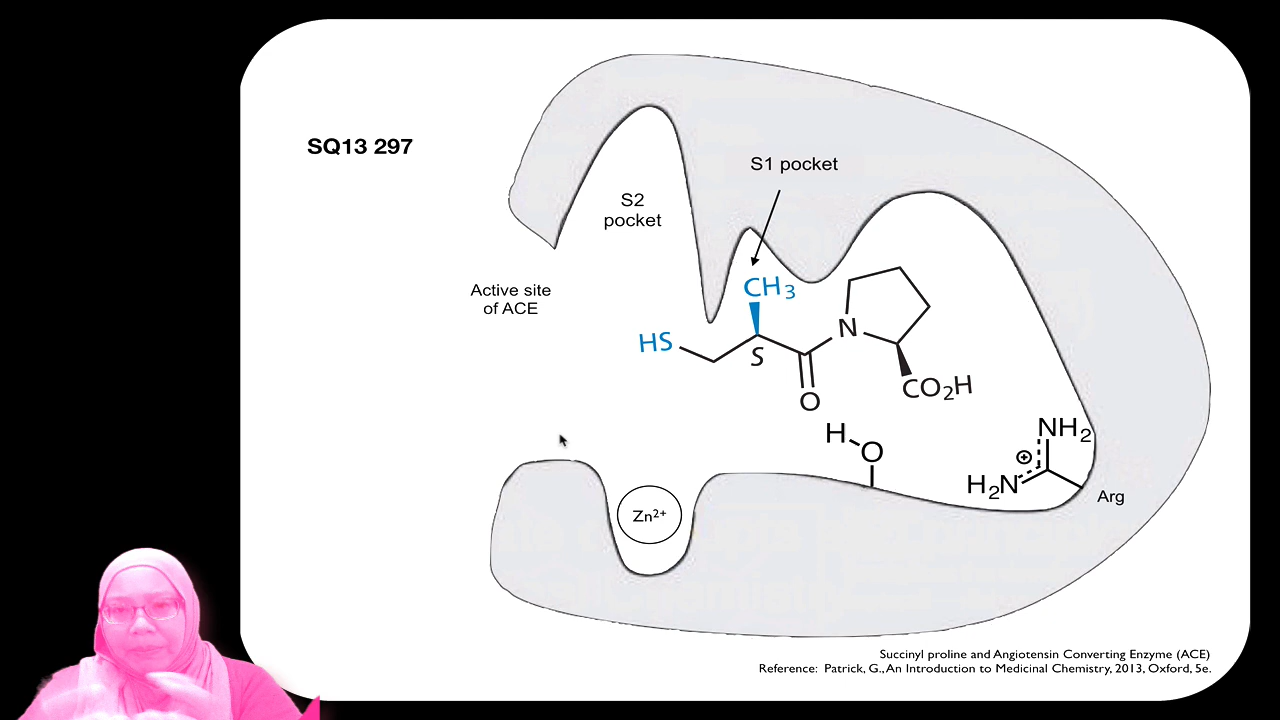 SQ13 297
S1 pocket
S2
pocket
Active site
of ACE
CH3
HS
S
N
O
CO2H
H
O
NH2
H2N
Arg
Zn2+
Succinyl proline and Angiotensin Converting Enzyme (ACE)
Reference: Patrick, G., An Introduction to Medicinal Chemistry, 2013, Oxford, 5e.